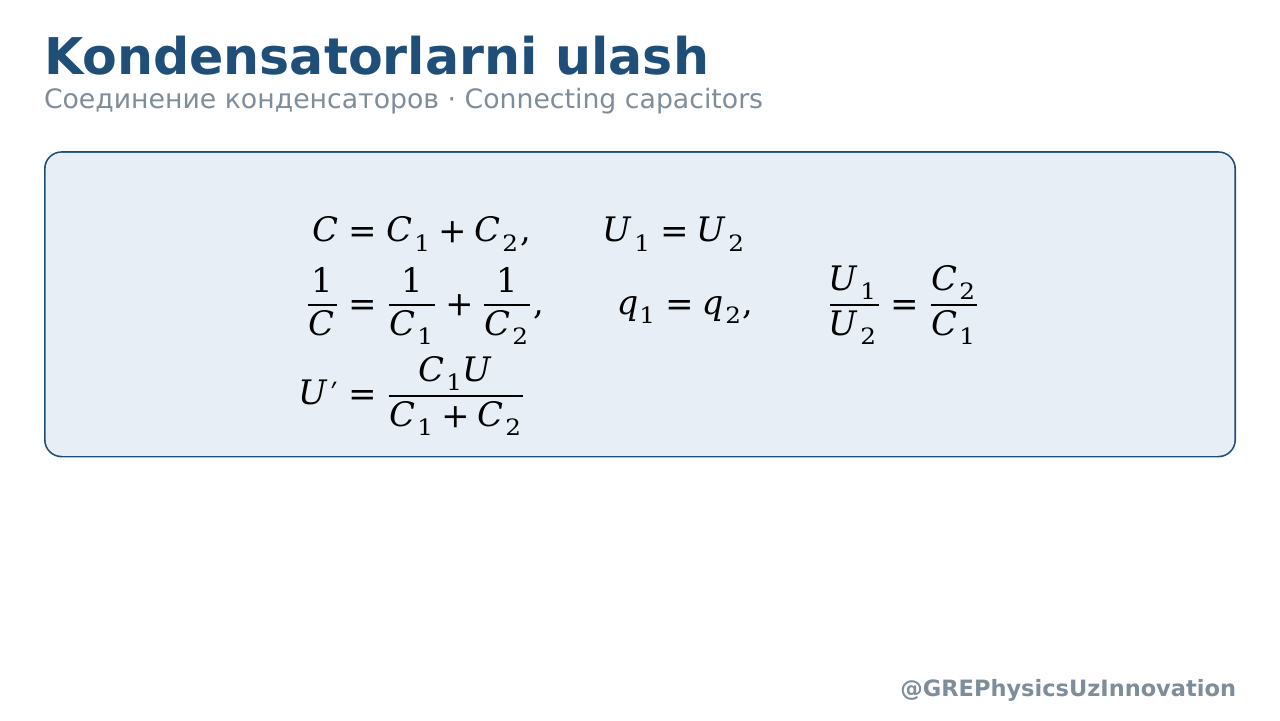 Kondensatorlarni ulash
Соединение конденсаторов · Connecting capacitors
C = C₁ + C₂, U₁ = U₂
1/C = 1/C₁ + 1/C₂, q₁ = q₂, U₁/U₂ = C₂/C₁
U′ = C₁U/(C₁ + C₂)
@GREPhysicsUzInnovation